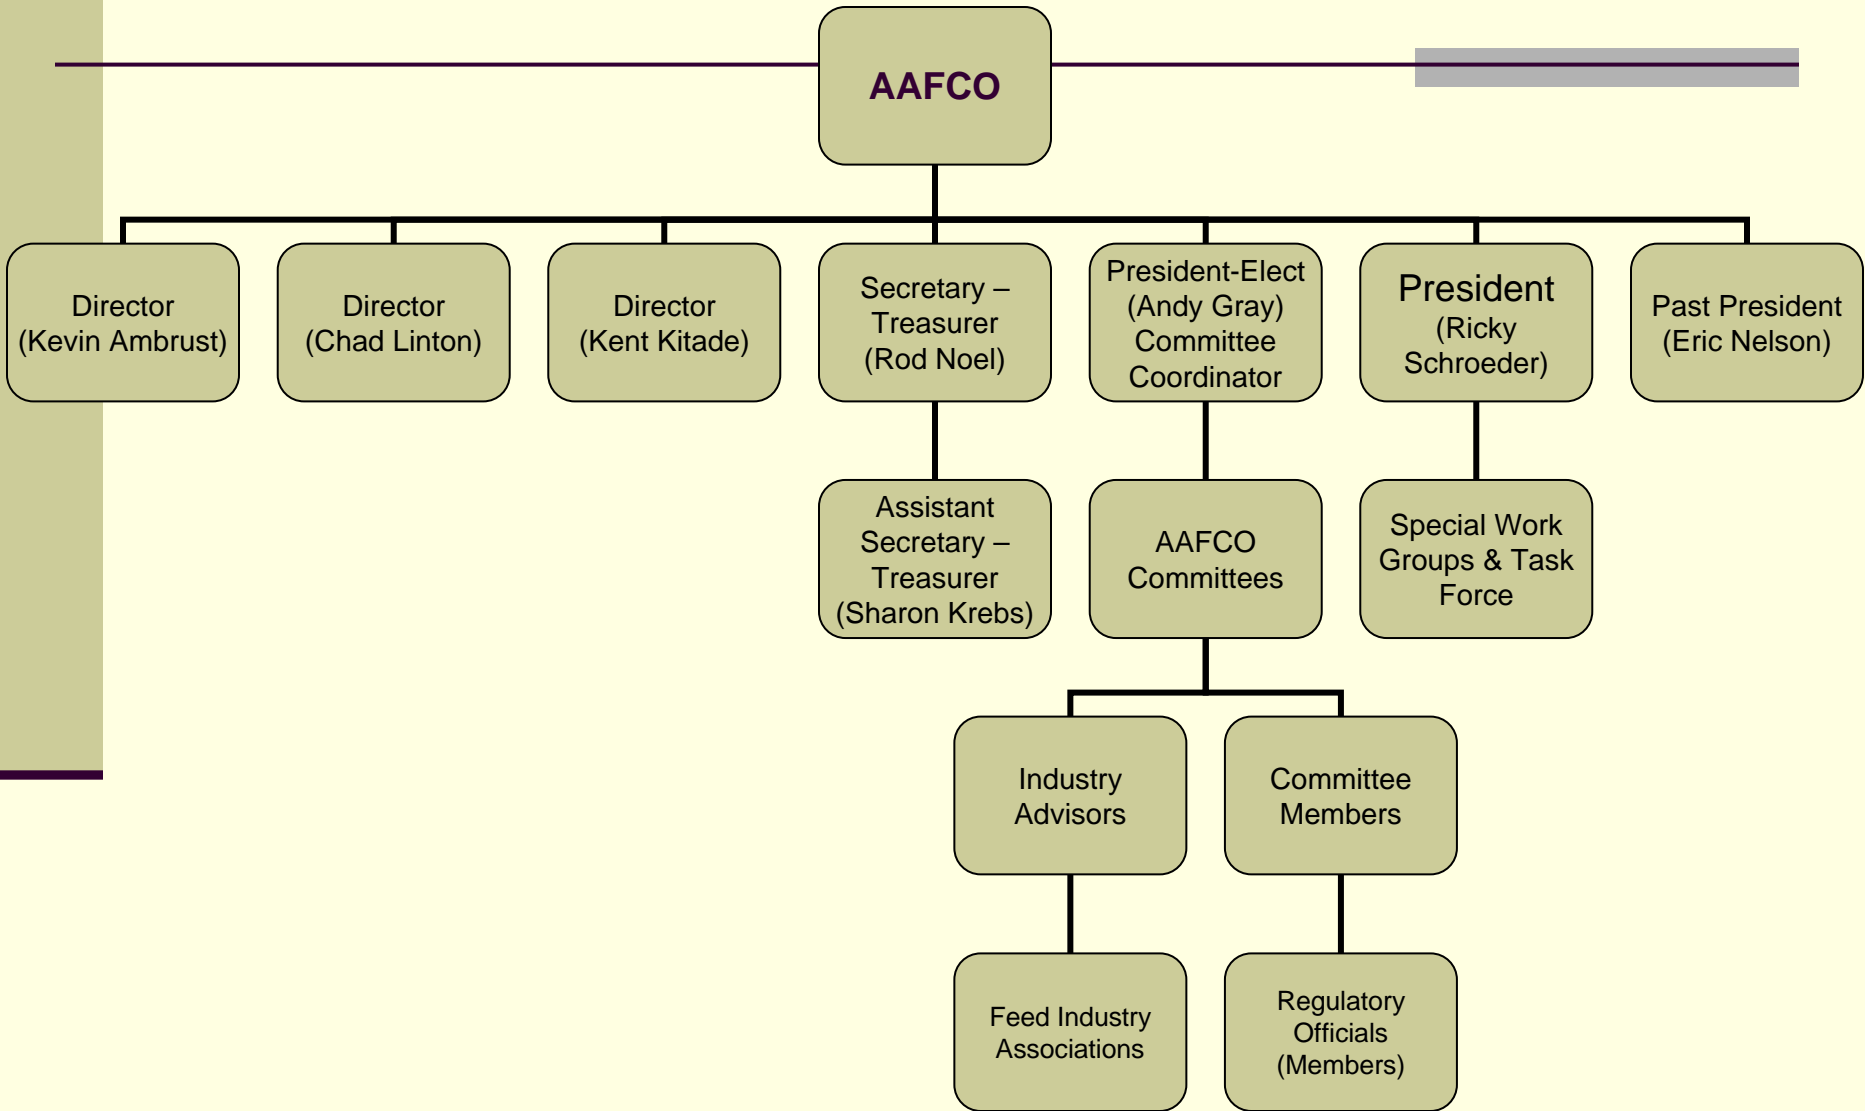 AAFCO
Director
(Kevin Ambrust)
Director
(Chad Linton)
Director
(Kent Kitade)
Secretary –
Treasurer
(Rod Noel)
President-Elect
(Andy Gray)
Committee
Coordinator
President
(Ricky
Schroeder)
Past President
(Eric Nelson)
Assistant
Secretary –
Treasurer
(Sharon Krebs)
AAFCO
Committees
Special Work
Groups & Task
Force
Industry
Advisors
Committee
Members
Feed Industry
Associations
Regulatory
Officials
(Members)